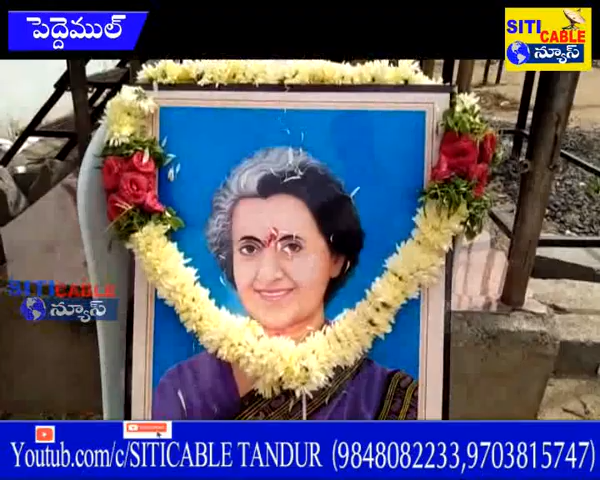 పెద్దెముల్
SITI
CABLE
న్యూస్
SITI CABLE
న్యూస్
Youtub.com/c/SITICABLE TANDUR (9848082233,9703815747)